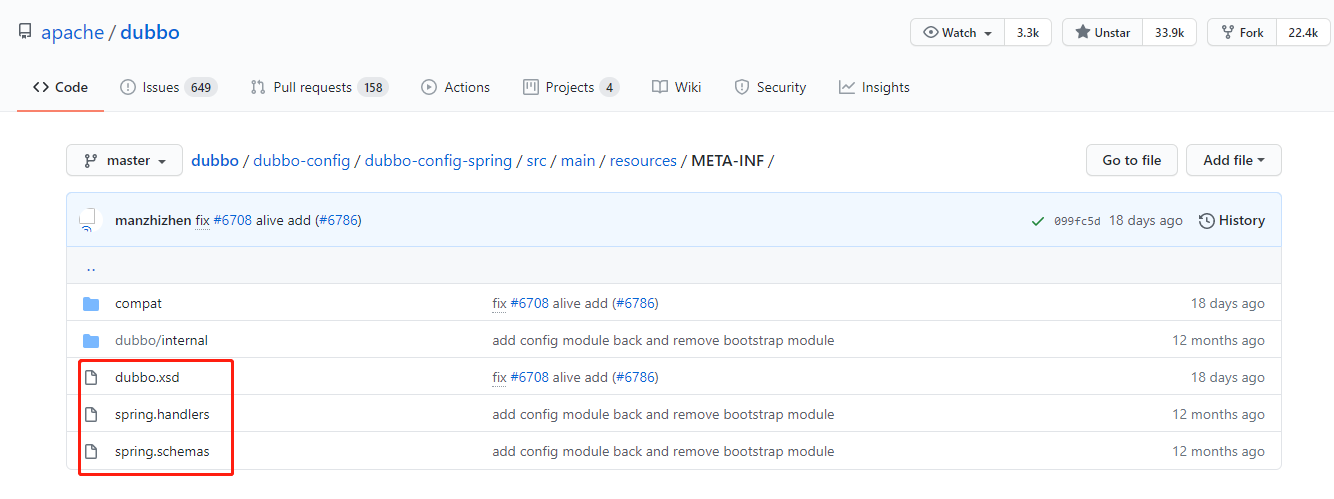 apache / dubbo
Watch 3.3k Unstar 33.9k Fork 22.4k
Code Issues 649 Pull requests 158 Actions Projects 4 Wiki Security Insights
master dubbo / dubbo-config / dubbo-config-spring / src / main / resources / META-INF / Go to file Add file
manzhizhen fix #6708 alive add (#6786) 099fc5d 18 days ago History
..
compat fix #6708 alive add (#6786) 18 days ago
dubbo/internal add config module back and remove bootstrap module 12 months ago
dubbo.xsd fix #6708 alive add (#6786) 18 days ago
spring.handlers add config module back and remove bootstrap module 12 months ago
spring.schemas add config module back and remove bootstrap module 12 months ago